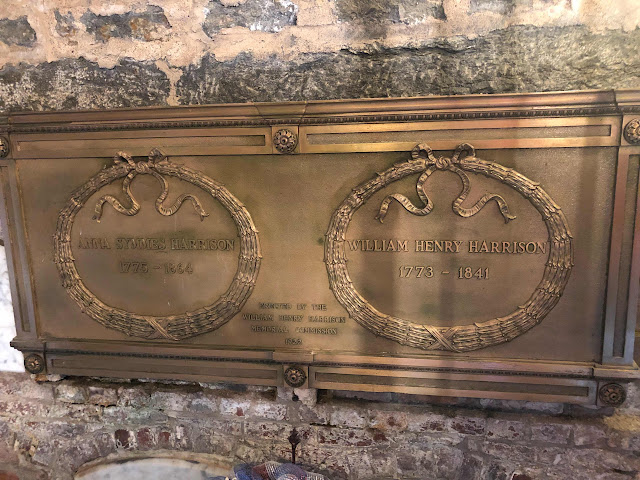 ANNA SYMMES HARRISON
1775 - 1864
WILLIAM HENRY HARRISON
1773 - 1841
ERECTED BY THE
WILLIAM HENRY HARRISON
MEMORIAL COMMISSION